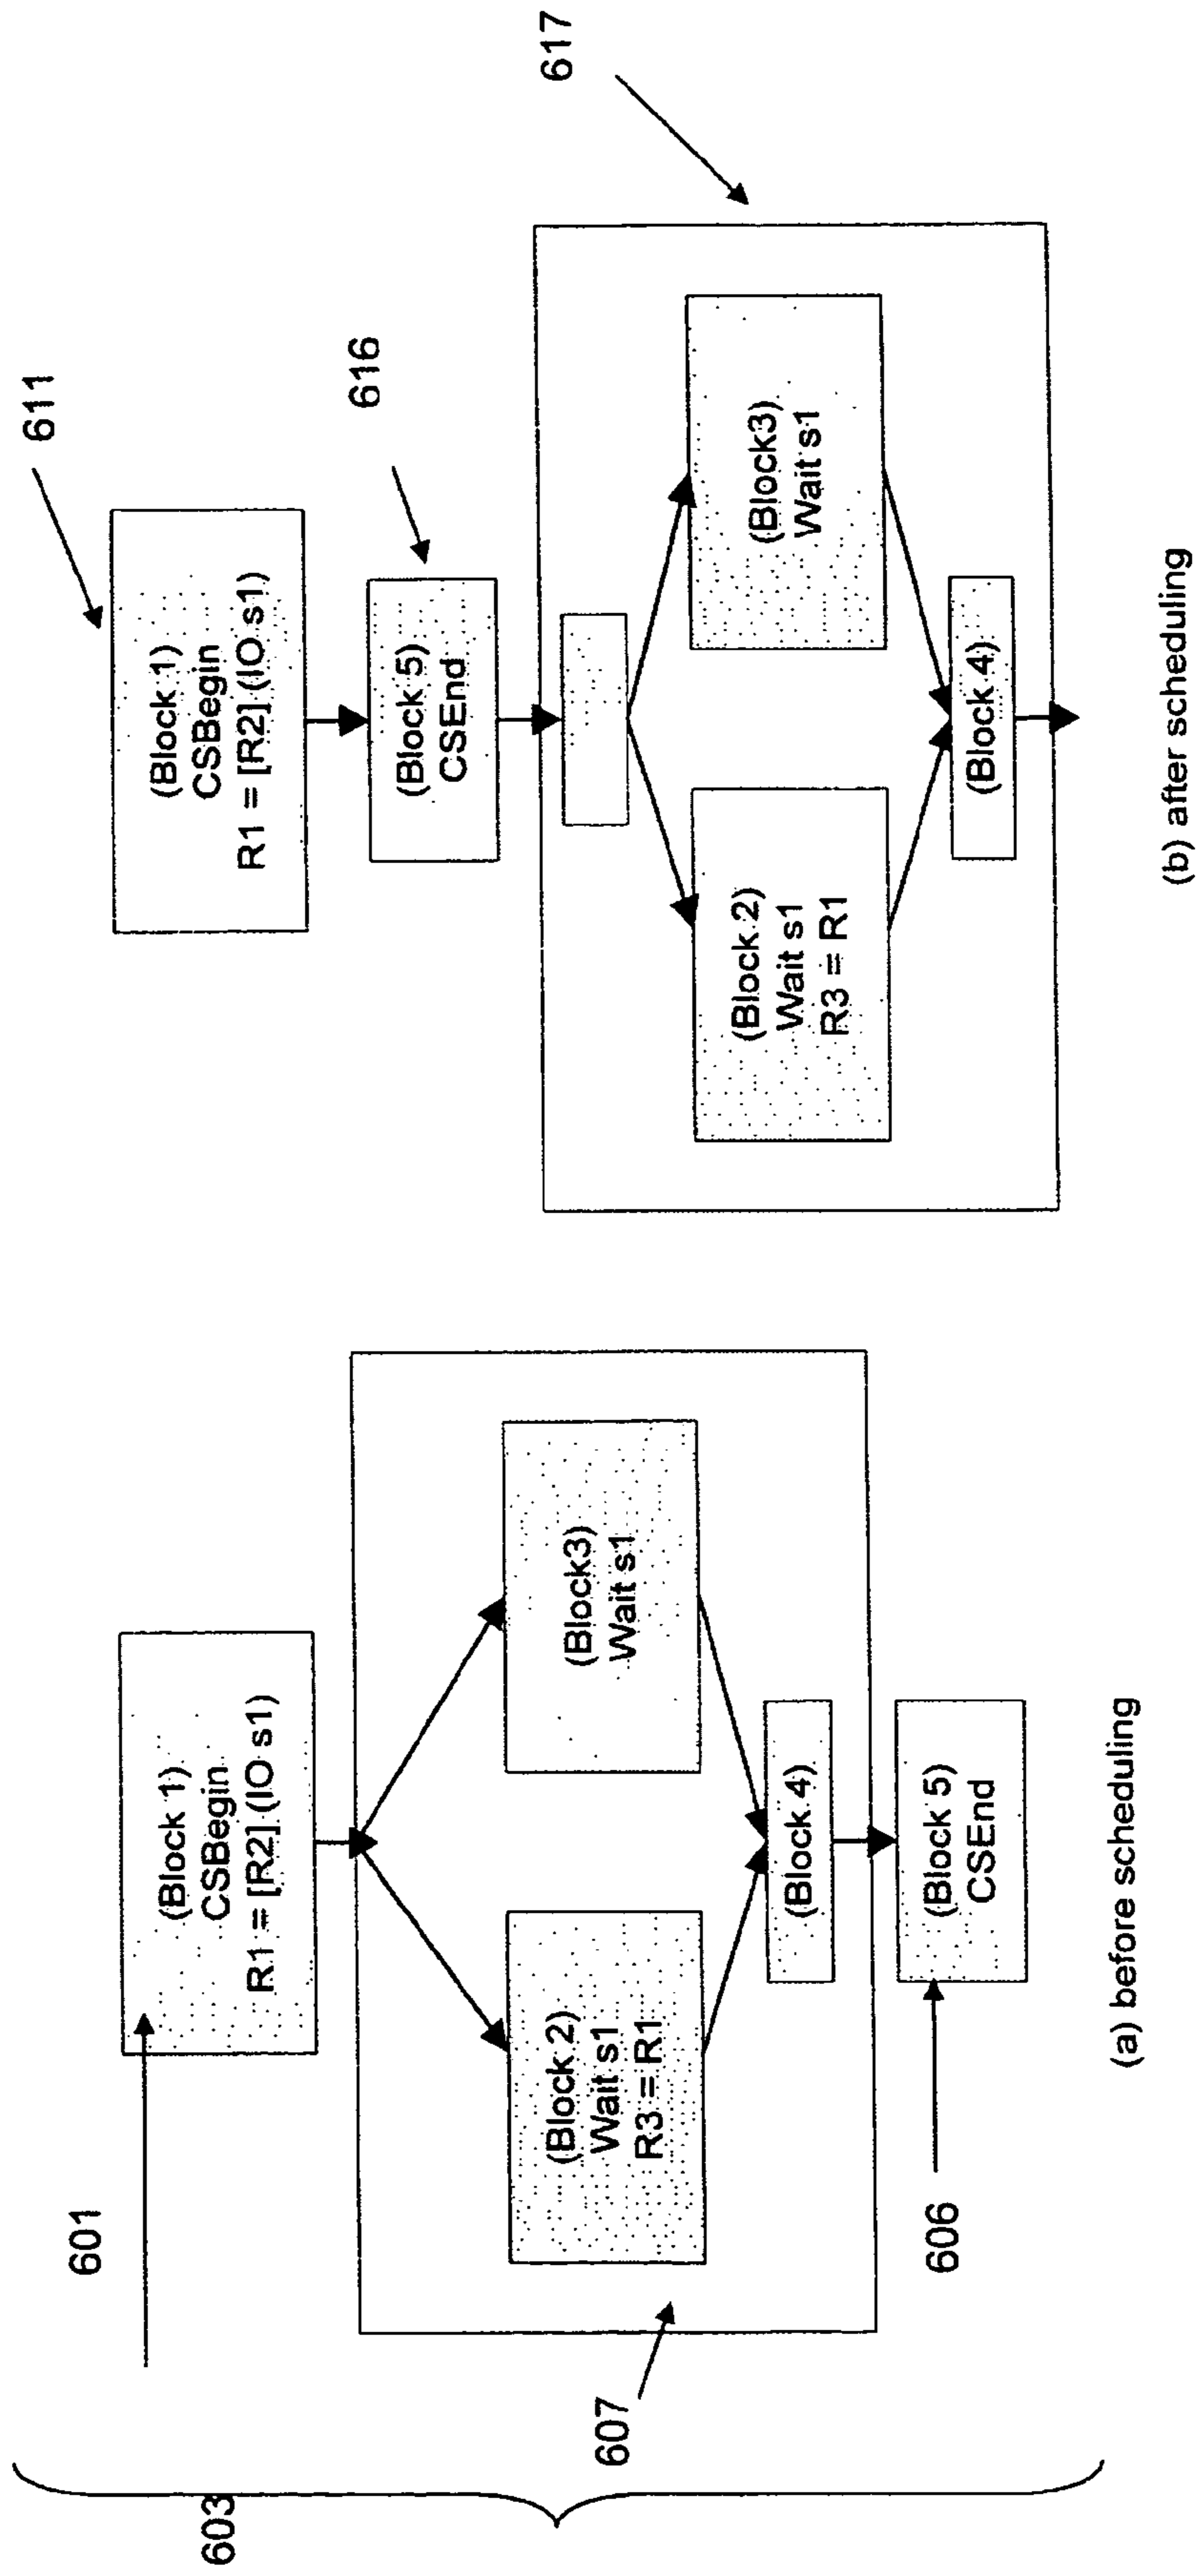 601
(Block 1)
CSBegin
R1 = [R2] (IO s1)
603
607
(Block 2)
Wait s1
R3 = R1
(Block3)
Wait s1
(Block 4)
606
(Block 5)
CSEnd
(a) before scheduling
611
(Block 1)
CSBegin
R1 = [R2] (IO s1)
616
(Block 5)
CSEnd
617
(Block 2)
Wait s1
R3 = R1
(Block3)
Wait s1
(Block 4)
(b) after scheduling